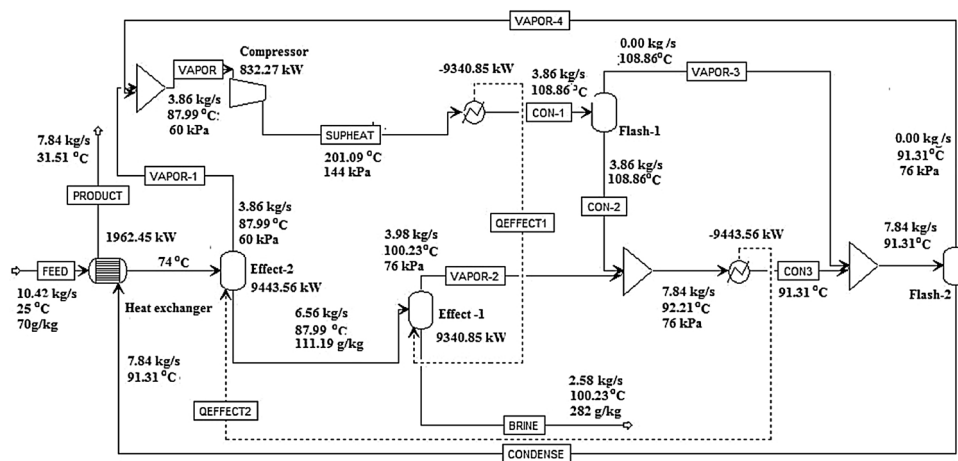 VAPOR-4
Compressor
832.27 kW
VAPOR
3.86 kg/s
87.99 °C
60 kPa
-9340.85 kW
3.86 kg/s
108.86 °C
CON-1
0.00 kg /s
108.86 °C
VAPOR-3
Flash-1
SUPHEAT
201.09 °C
144 kPa
7.84 kg/s
31.51 °C
VAPOR-1
PRODUCT
3.86 kg/s
87.99 °C
60 kPa
3.86 kg/s
108.86 °C
CON-2
QEFFECT1
0.00 kg /s
91.31 °C
76 kPa
1962.45 kW
FEED
74 °C
Effect-2
9443.56 kW
10.42 kg/s
25 °C
70g/kg
Heat exchanger
3.98 kg/s
100.23 °C
76 kPa
VAPOR-2
-9443.56 kW
7.84 kg/s
91.31 °C
CON3
91.31 °C
Flash-2
7.84 kg/s
92.21 °C
76 kPa
Effect -1
9340.85 kW
6.56 kg/s
87.99 °C
111.19 g/kg
7.84 kg/s
91.31 °C
QEFFECT2
2.58 kg/s
100.23 °C
282 g/kg
BRINE
CONDENSE